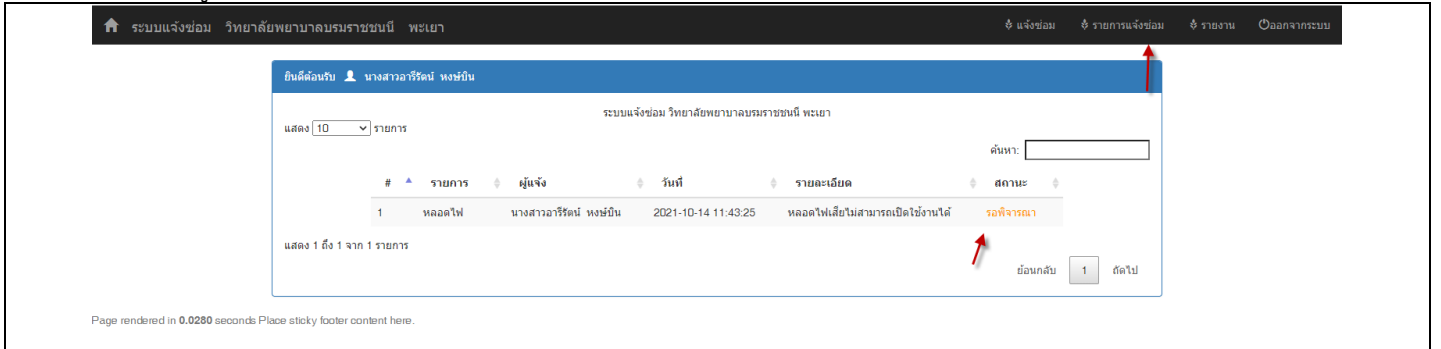 ระบบแจ้งซ่อม วิทยาลัยพยาบาลบรมราชชนนี พะเยา แจ้งซ่อม รายการแจ้งซ่อม รายงาน ออกจากระบบ
ยินดีต้อนรับ นางสาวอารีรัตน์ หงษ์บิน
ระบบแจ้งซ่อม วิทยาลัยพยาบาลบรมราชชนนี พะเยา
แสดง 10 รายการ
ค้นหา:
# รายการ ผู้แจ้ง วันที่ รายละเอียด สถานะ
1 หลอดไฟ นางสาวอารีรัตน์ หงษ์บิน 2021-10-14 11:43:25 หลอดไฟเสียไม่สามารถเปิดใช้งานได้ รอพิจารณา
แสดง 1 ถึง 1 จาก 1 รายการ
ย้อนกลับ 1 ถัดไป
Page rendered in 0.0280 seconds Place sticky footer content here.